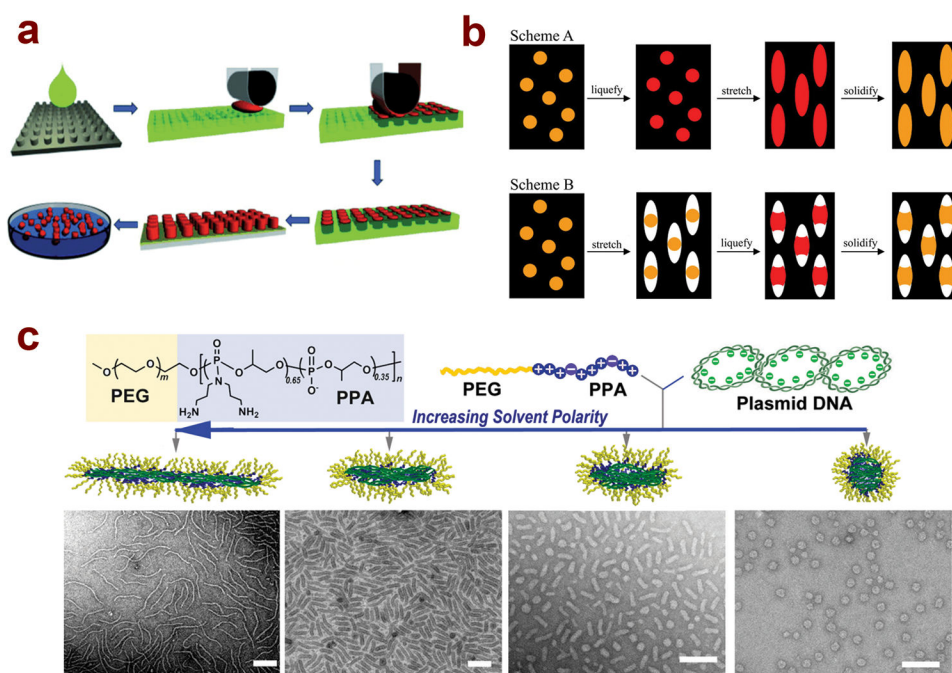 a
b
Scheme A
liquefy
stretch
solidify
Scheme B
stretch
liquefy
solidify
c
O
O
m
O
O
P
N
O
O
0.65
O
P
O-
O
O
0.35
n
H₂N
NH₂
PEG
PPA
PEG
PPA
Plasmid DNA
Increasing Solvent Polarity